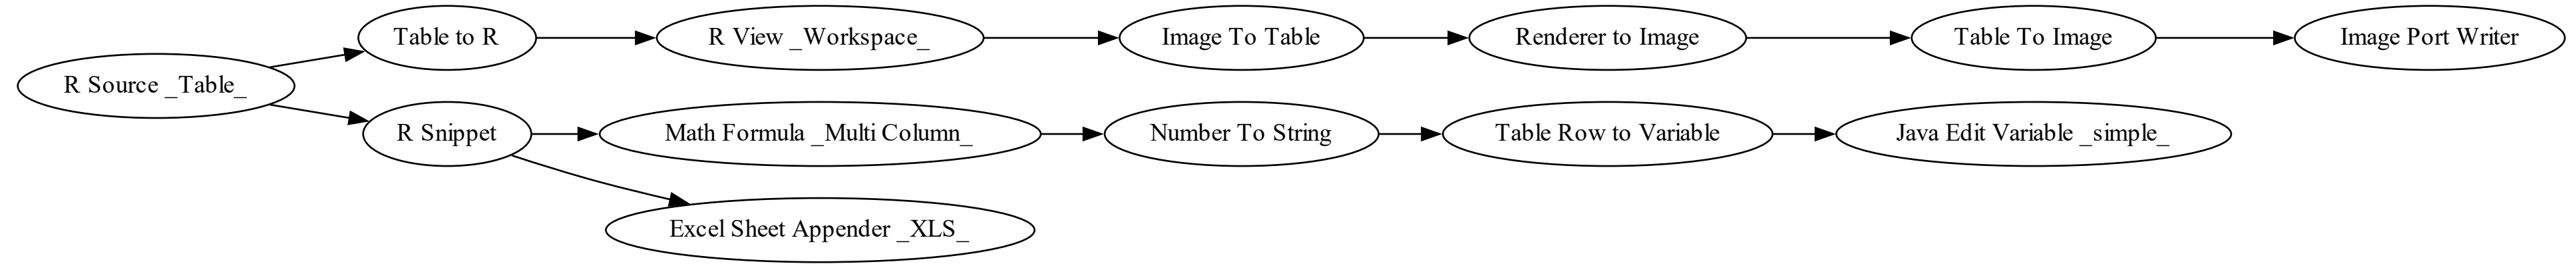 R Source _Table_
Table to R
R View _Workspace_
Image To Table
Renderer to Image
Table To Image
Image Port Writer
R Snippet
Math Formula _Multi Column_
Number To String
Table Row to Variable
Java Edit Variable _simple_
Excel Sheet Appender _XLS_